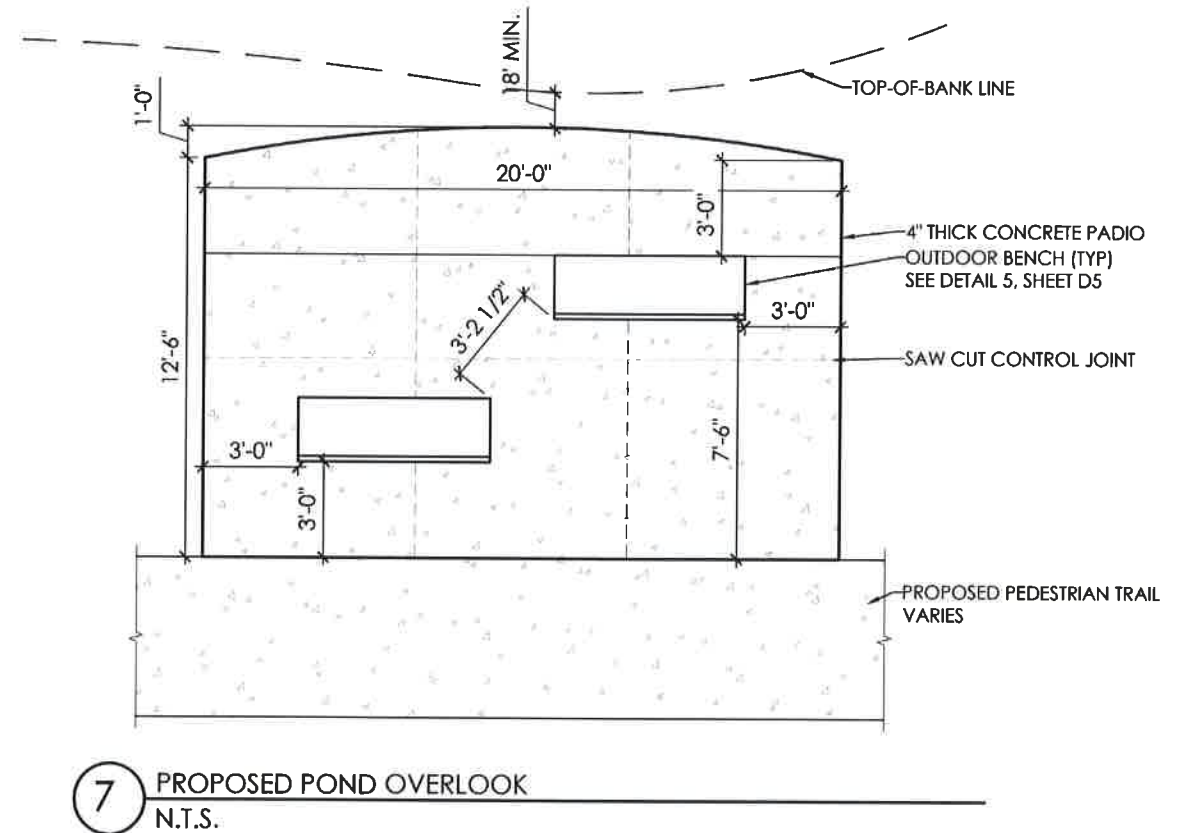 18' MIN.
TOP-OF-BANK LINE
1'-0"
20'-0"
3'-0"
4" THICK CONCRETE PADIO
OUTDOOR BENCH (TYP)
SEE DETAIL 5, SHEET D5
3'-0"
3'-2 1/2"
12'-6"
SAW CUT CONTROL JOINT
7'-6"
3'-0"
3'-0"
PROPOSED PEDESTRIAN TRAIL
VARIES
7
PROPOSED POND OVERLOOK
N.T.S.